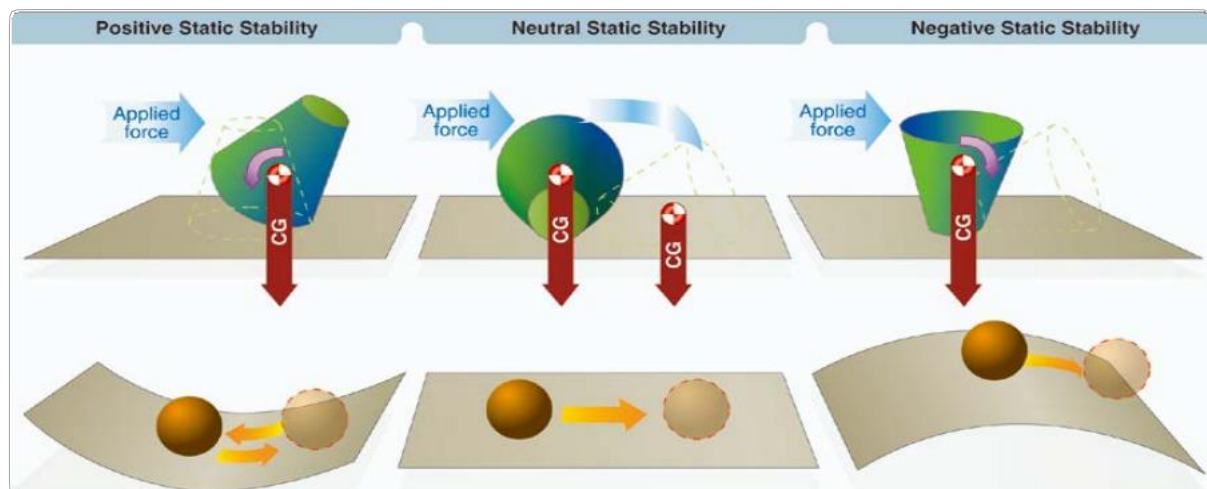 Positive Static Stability
Neutral Static Stability
Negative Static Stability
Applied
force
Applied
force
Applied
force
CG
CG
CG
CG